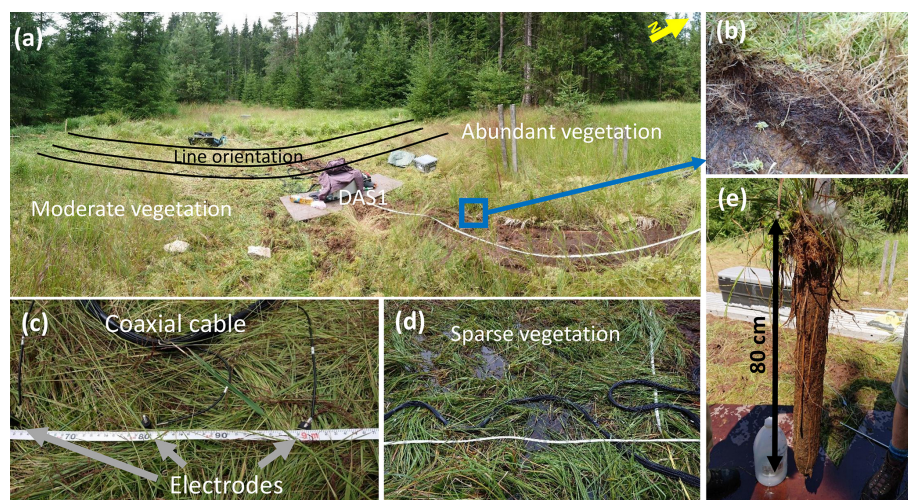 (a)
N
(b)
Abundant vegetation
Line orientation
DAS1
Moderate vegetation
(e)
80 cm
(c)
Coaxial cable
70 80 90
Electrodes
(d)
Sparse vegetation